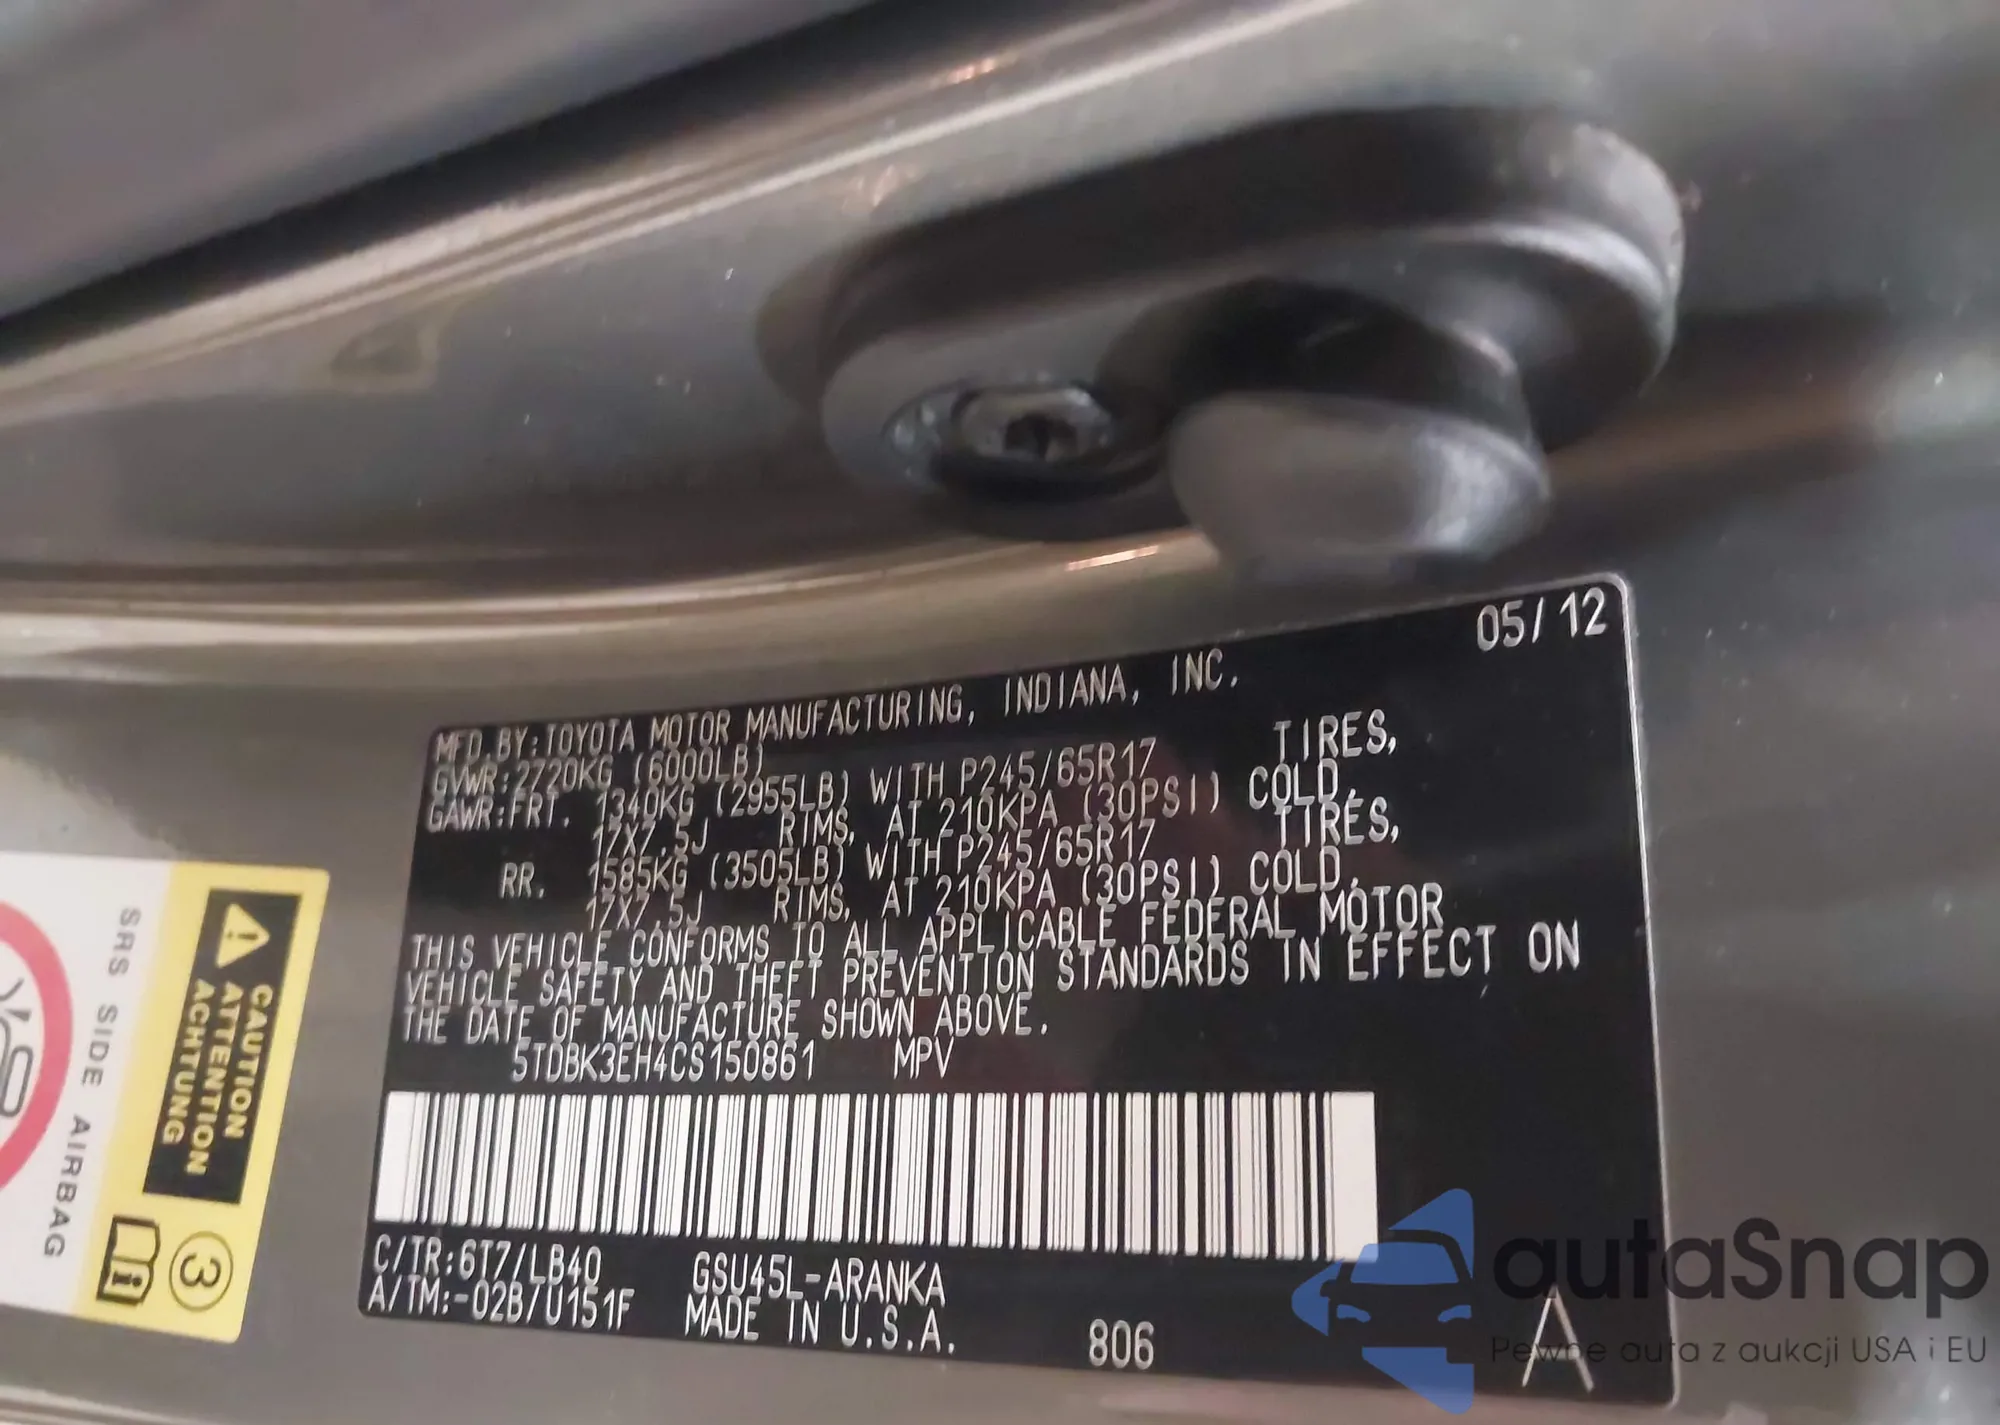 05/12
MFD.BY:TOYOTA MOTOR MANUFACTURING, INDIANA, INC.
GVWR:2720KG (6000LB)
GAWR:FRT. 1340KG (2955LB) WITH P245/65R17 TIRES,
17X7.5J RIMS, AT 210KPA (30PSI) COLD,
RR. 1585KG (3505LB) WITH P245/65R17 TIRES,
17X7.5J RIMS, AT 210KPA (30PSI) COLD.
THIS VEHICLE CONFORMS TO ALL APPLICABLE FEDERAL MOTOR
VEHICLE SAFETY AND THEFT PREVENTION STANDARDS IN EFFECT ON
THE DATE OF MANUFACTURE SHOWN ABOVE.
5TDBK3EH4CS150861 MPV
C/TR:6T7/LB40 GSU45L-ARANKA
A/TM:-02B/U151F MADE IN U.S.A.
806
A
CAUTION
ATTENTION
ACHTUNG
SRS SIDE AIRBAG
3
autaSnap
Pewne auta z aukcji USA i EU